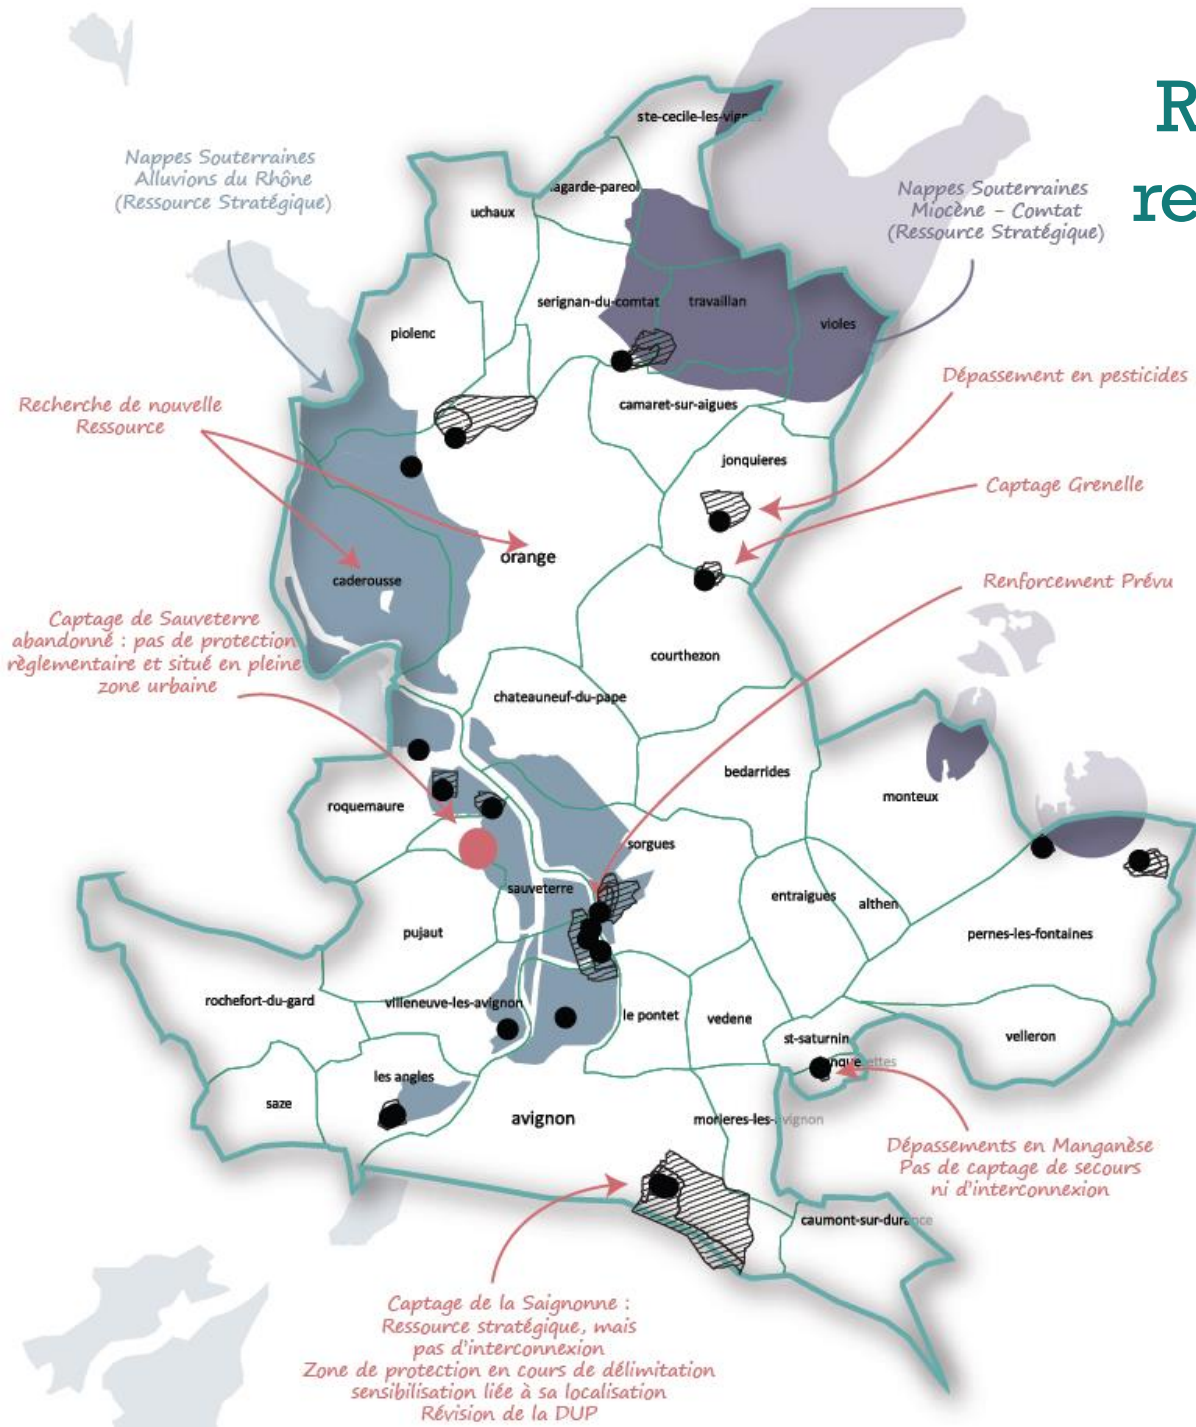 R
re
ste-cecile-les-vignes
Nappes Souterraines
Alluvions du Rhône
(Ressource Stratégique)
lagarde-pareol
uchaux
Nappes Souterraines
Miocène - Comtat
(Ressource Stratégique)
serignan-du-comtat
travaillan
violes
piolenc
Dépassement en pesticides
Recherche de nouvelle
Ressource
camaret-sur-aigues
jonquieres
Captage Grenelle
orange
caderousse
Renforcement Prévu
Captage de Sauveterre
abandonné : pas de protection
règlementaire et situé en pleine
zone urbaine
courthezon
chateauneuf-du-pape
bedarrides
monteux
roquemaure
sorgues
sauveterre
entraigues
althen
pujaut
pernes-les-fontaines
rochefort-du-gard
villeneuve-les-avignon
le pontet
vedene
st-saturnin
velleron
les angles
saze
avignon
morieres-les-avignon
Dépassements en Manganèse
Pas de captage de secours
ni d'interconnexion
caumont-sur-durance
Captage de la Saignonne :
Ressource stratégique, mais
pas d'interconnexion
Zone de protection en cours de délimitation
sensibilisation liée à sa localisation
Révision de la DUP